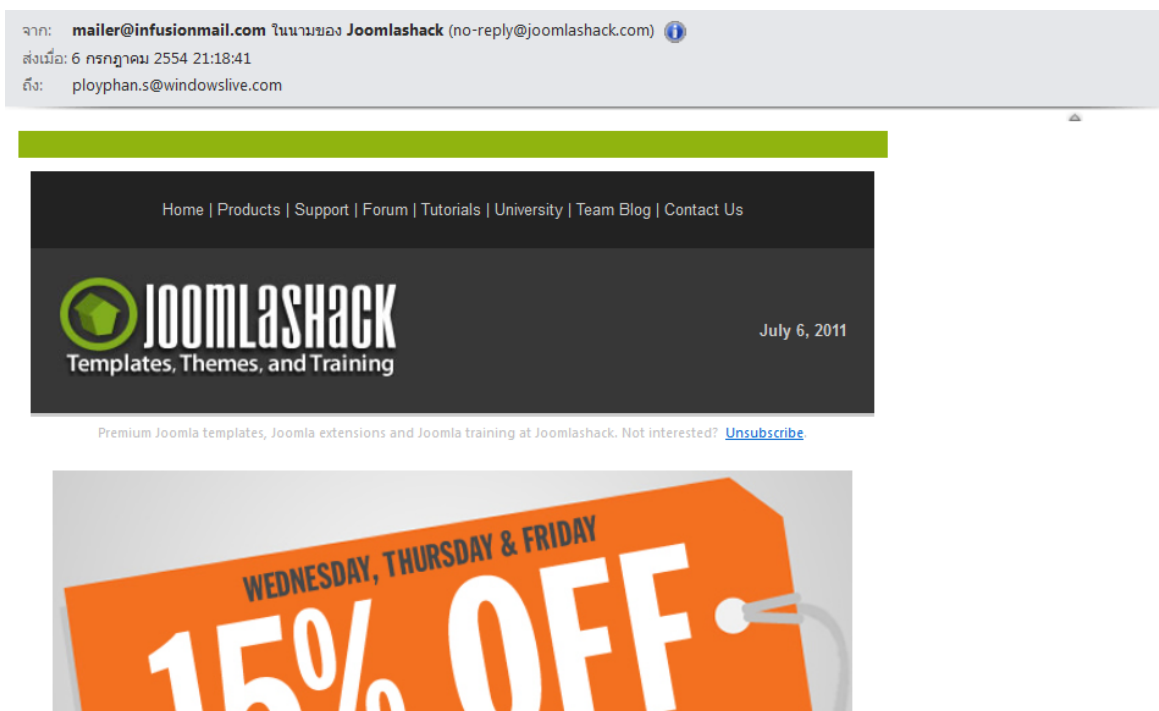 จาก: mailer@infusionmail.com ในนามของ Joomlashack (no-reply@joomlashack.com)
ส่งเมื่อ: 6 กรกฎาคม 2554 21:18:41
ถึง: ployphan.s@windowslive.com
Home | Products | Support | Forum | Tutorials | University | Team Blog | Contact Us
JOOMLASHACK
Templates, Themes, and Training
July 6, 2011
Premium Joomla templates, Joomla extensions and Joomla training at Joomlashack. Not interested? Unsubscribe.
WEDNESDAY, THURSDAY & FRIDAY
15% OFF